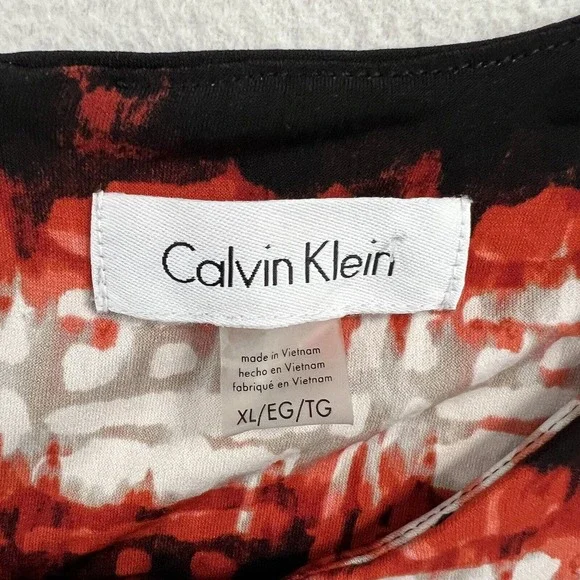 Calvin Klein
made in Vietnam
hecho en Vietnam
fabriqué en Vietnam
XL/EG/TG